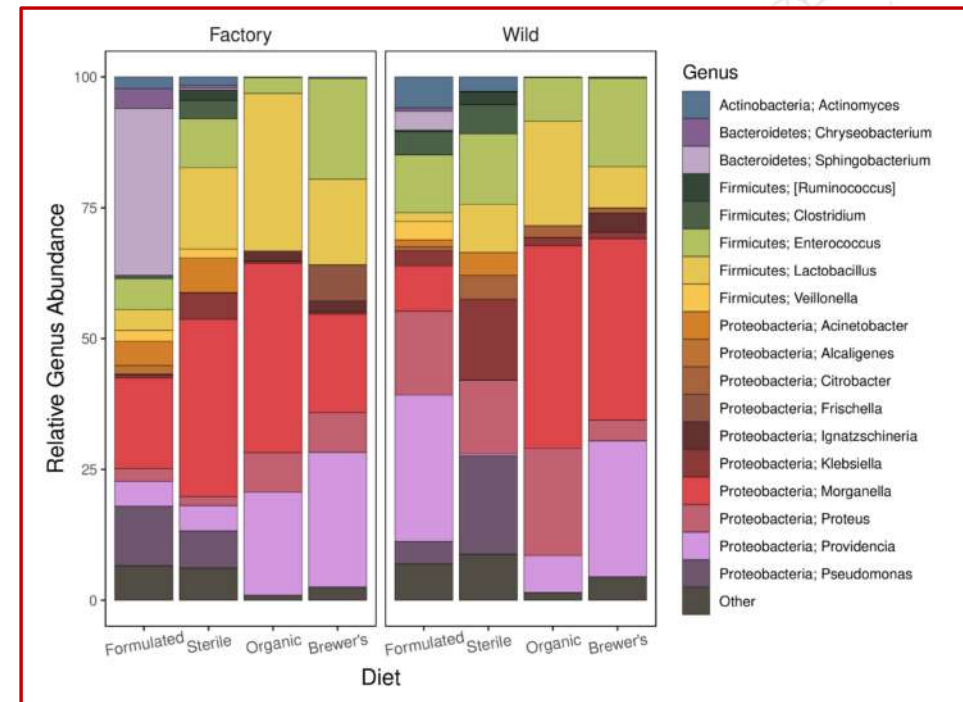 Factory
Wild
Relative Genus Abundance
100
75
50
25
0
Formulated
Sterile
Organic
Brewer's
Formulated
Sterile
Organic
Brewer's
Diet
Genus
Actinobacteria; Actinomyces
Bacteroidetes; Chryseobacterium
Bacteroidetes; Sphingobacterium
Firmicutes; [Ruminococcus]
Firmicutes; Clostridium
Firmicutes; Enterococcus
Firmicutes; Lactobacillus
Firmicutes; Veillonella
Proteobacteria; Acinetobacter
Proteobacteria; Alcaligenes
Proteobacteria; Citrobacter
Proteobacteria; Frischella
Proteobacteria; Ignatzschineria
Proteobacteria; Klebsiella
Proteobacteria; Morganella
Proteobacteria; Proteus
Proteobacteria; Providencia
Proteobacteria; Pseudomonas
Other